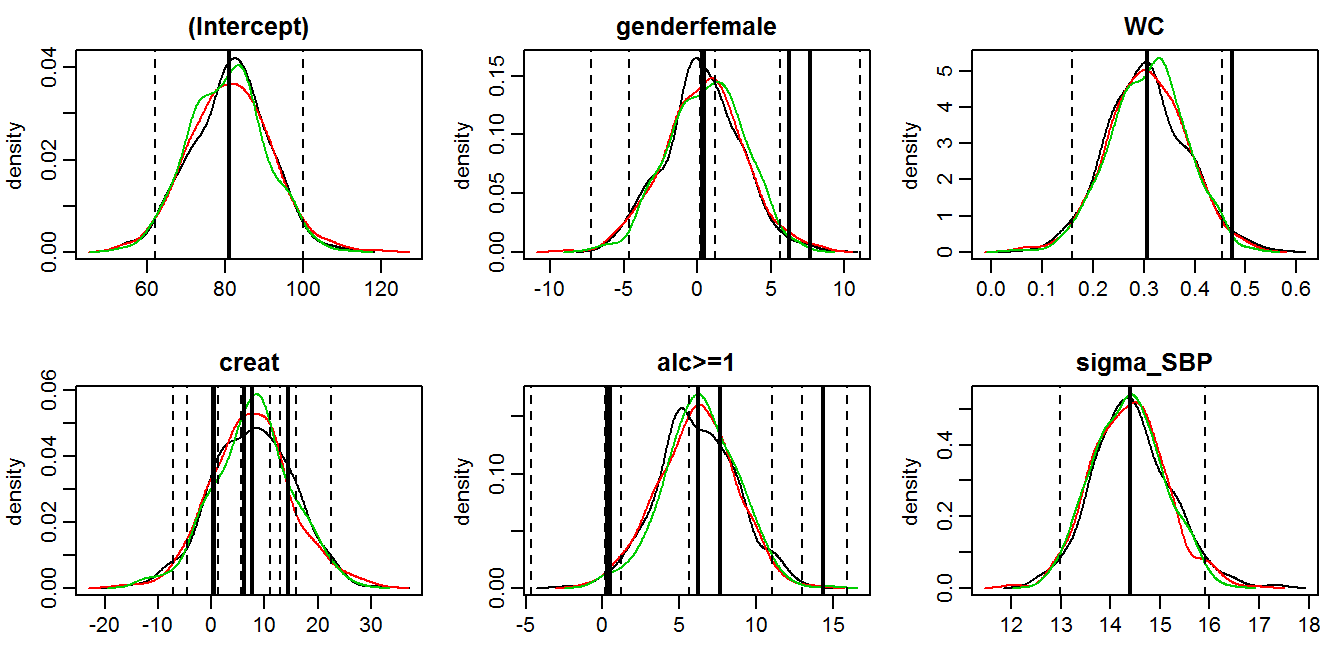 (Intercept)
density
0.00 0.02 0.04
60 80 100 120
genderfemale
density
0.00 0.05 0.10 0.15
-10 -5 0 5 10
WC
density
0 1 2 3 4 5
0.0 0.1 0.2 0.3 0.4 0.5 0.6
creat
density
0.00 0.02 0.04 0.06
-20 -10 0 10 20 30
alc>=1
density
0.00 0.10
-5 0 5 10 15
sigma_SBP
density
0.0 0.2 0.4
12 13 14 15 16 17 18